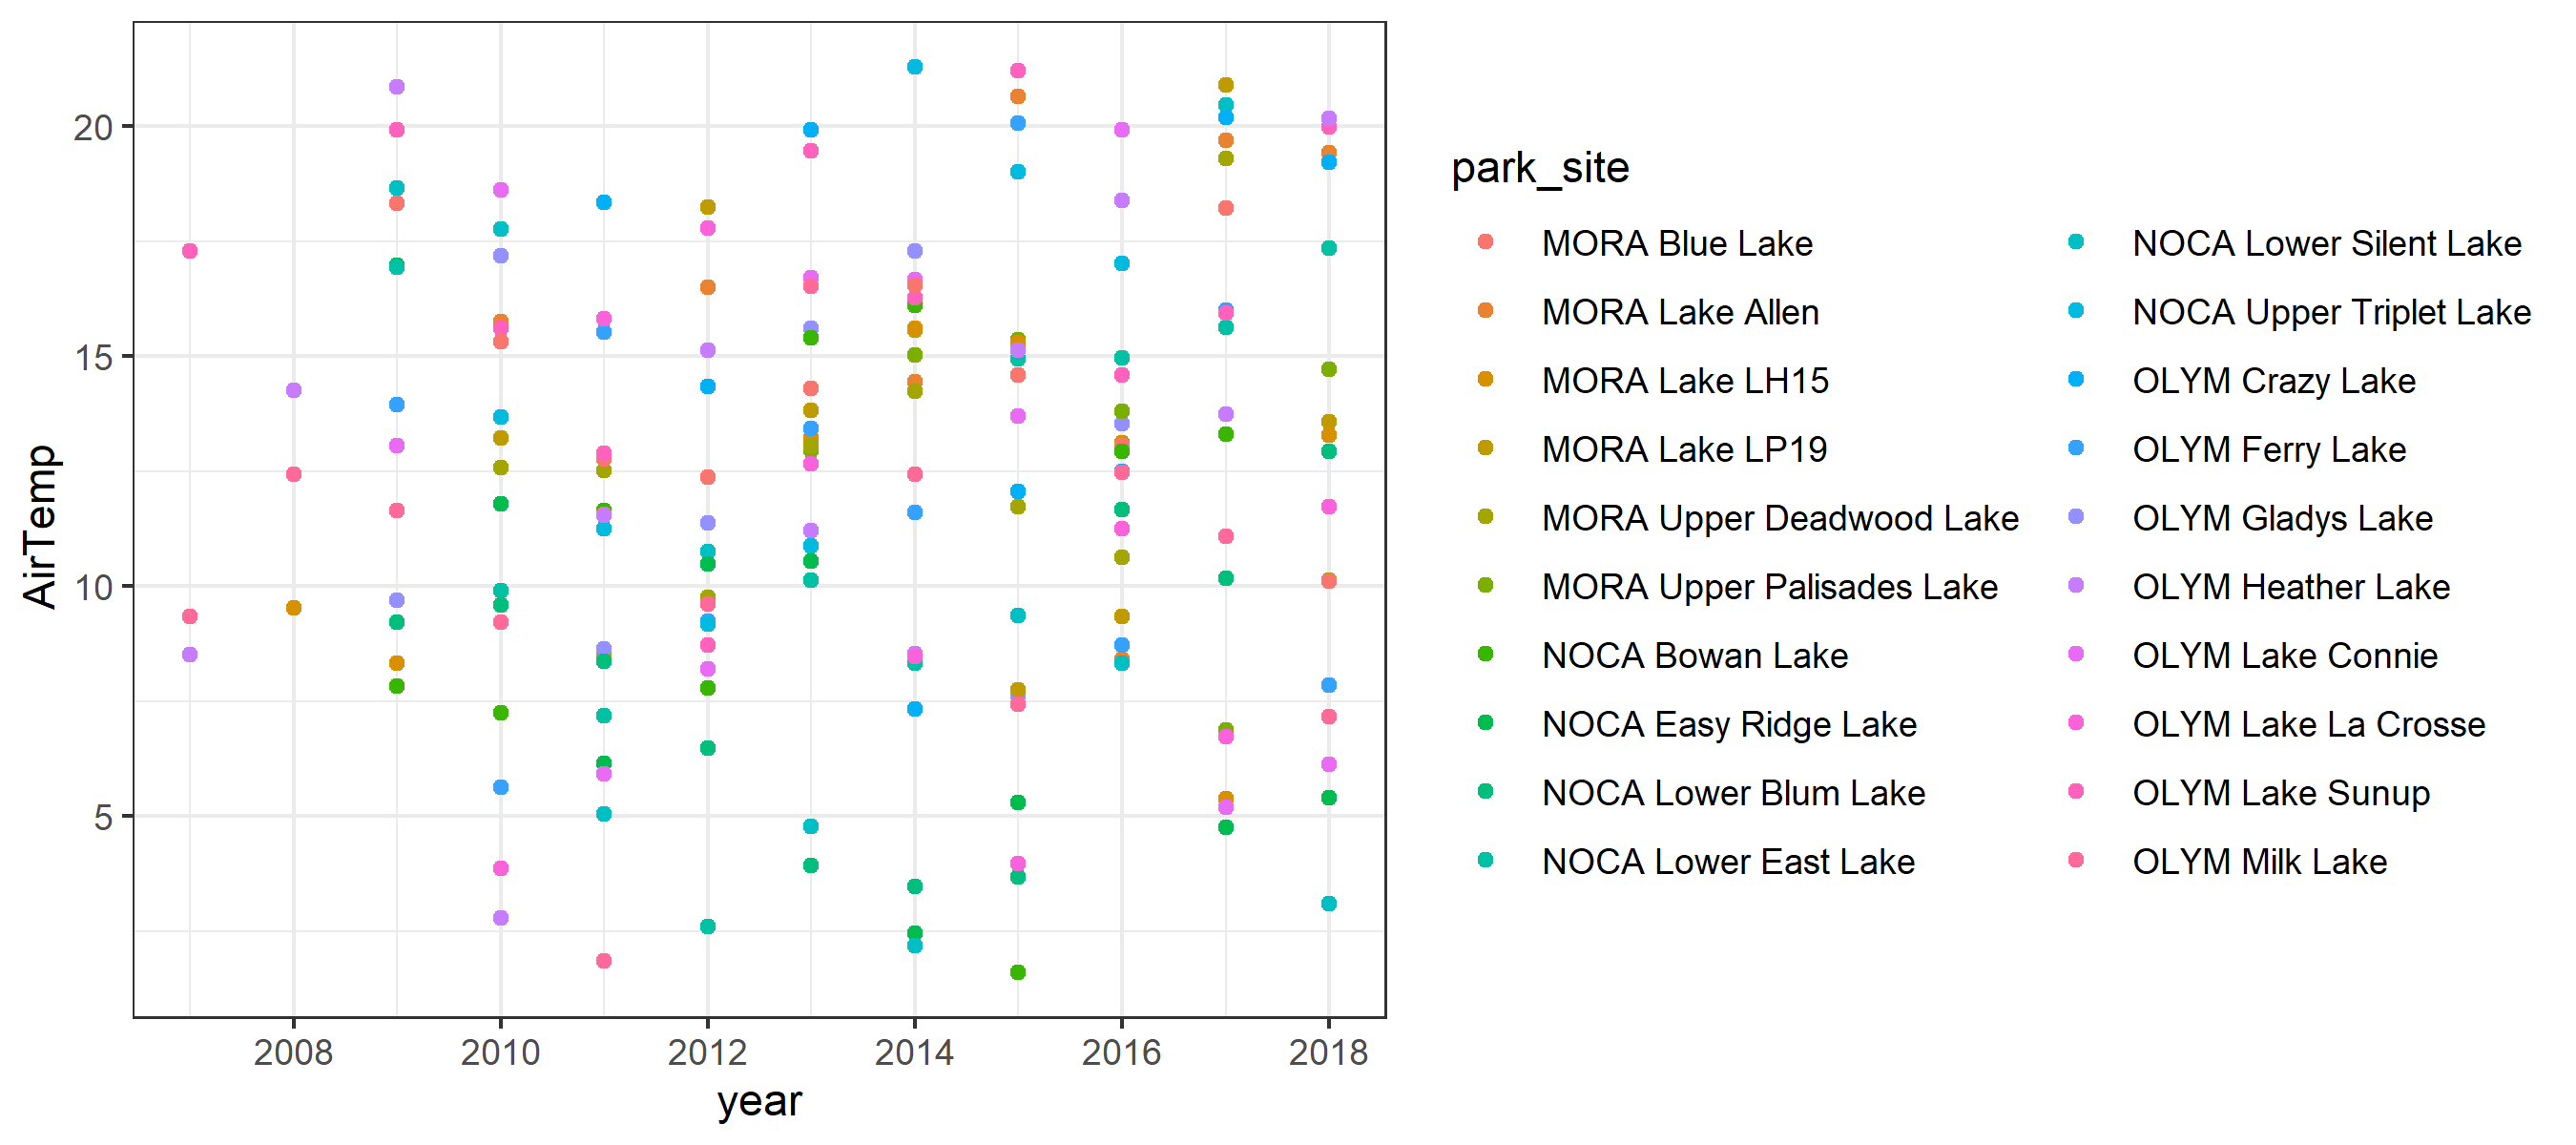 20
15
10
5
AirTemp
2008 2010 2012 2014 2016 2018
year
park_site
MORA Blue Lake
MORA Lake Allen
MORA Lake LH15
MORA Lake LP19
MORA Upper Deadwood Lake
MORA Upper Palisades Lake
NOCA Bowan Lake
NOCA Easy Ridge Lake
NOCA Lower Blum Lake
NOCA Lower East Lake
NOCA Lower Silent Lake
NOCA Upper Triplet Lake
OLYM Crazy Lake
OLYM Ferry Lake
OLYM Gladys Lake
OLYM Heather Lake
OLYM Lake Connie
OLYM Lake La Crosse
OLYM Lake Sunup
OLYM Milk Lake